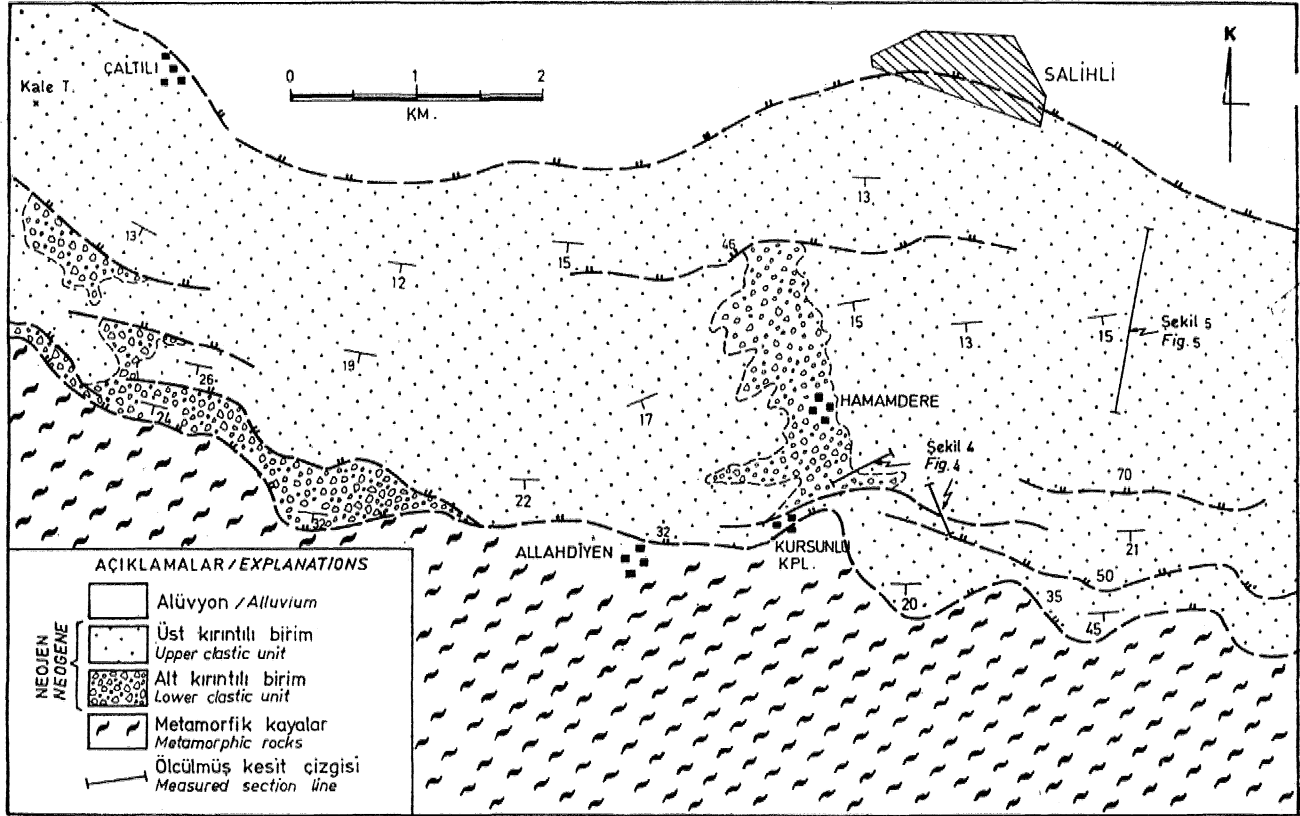 ÇALTILI
Kale T.
0 1 2
KM.
SALİHLİ
K
13
13
46
15
12
15
13
15
Şekil 5
Fig. 5
19
26
24
17
HAMAMDERE
Şekil 4
Fig. 4
70
22
32
32
21
ALLAHDİYEN
KURSUNLU
KPL.
50
35
20
45
AÇIKLAMALAR / EXPLANATIONS
Alüvyon / Alluvium
NEOJEN
NEOGENE
Üst kırıntılı birim
Upper clastic unit
Alt kırıntılı birim
Lower clastic unit
Metamorfik kayalar
Metamorphic rocks
Ölcülmüş kesit çizgisi
Measured section line